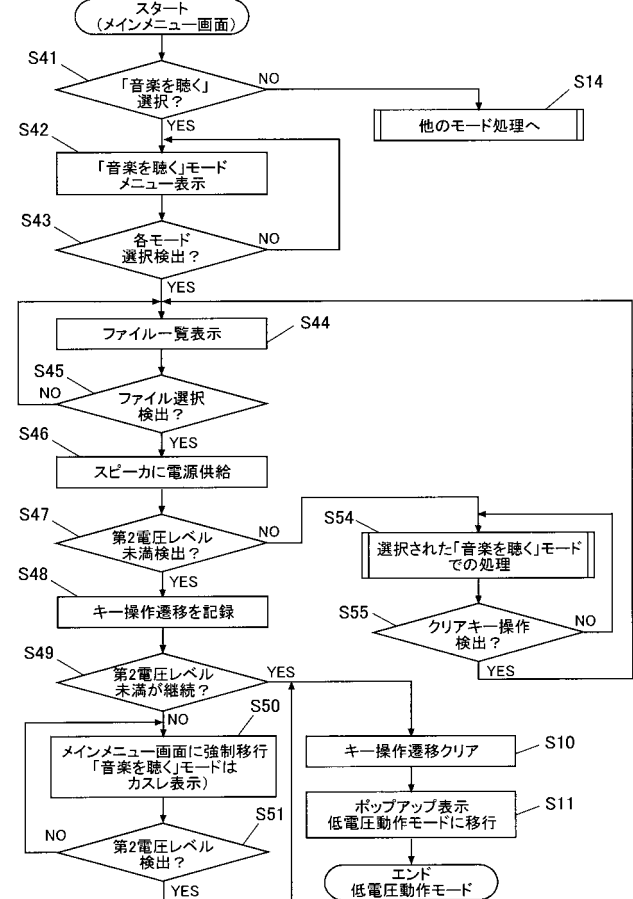 スタート
(メインメニュー画面)
S41
「音楽を聴く」
選択？
NO
YES
S14
他のモード処理へ
S42
「音楽を聴く」モード
メニュー表示
S43
各モード
選択検出？
NO
YES
ファイル一覧表示
S44
S45
ファイル選択
検出？
NO
YES
S46
スピーカに電源供給
S47
第2電圧レベル
未満検出？
NO
YES
S54
選択された「音楽を聴く」モード
での処理
S55
クリアキー操作
検出？
NO
YES
S48
キー操作遷移を記録
S49
第2電圧レベル
未満が継続？
YES
NO
S50
メインメニュー画面に強制移行
「音楽を聴く」モードは
カスレ表示)
S51
第2電圧レベル
検出？
NO
YES
キー操作遷移クリア
S10
ポップアップ表示
低電圧動作モードに移行
S11
エンド
低電圧動作モード